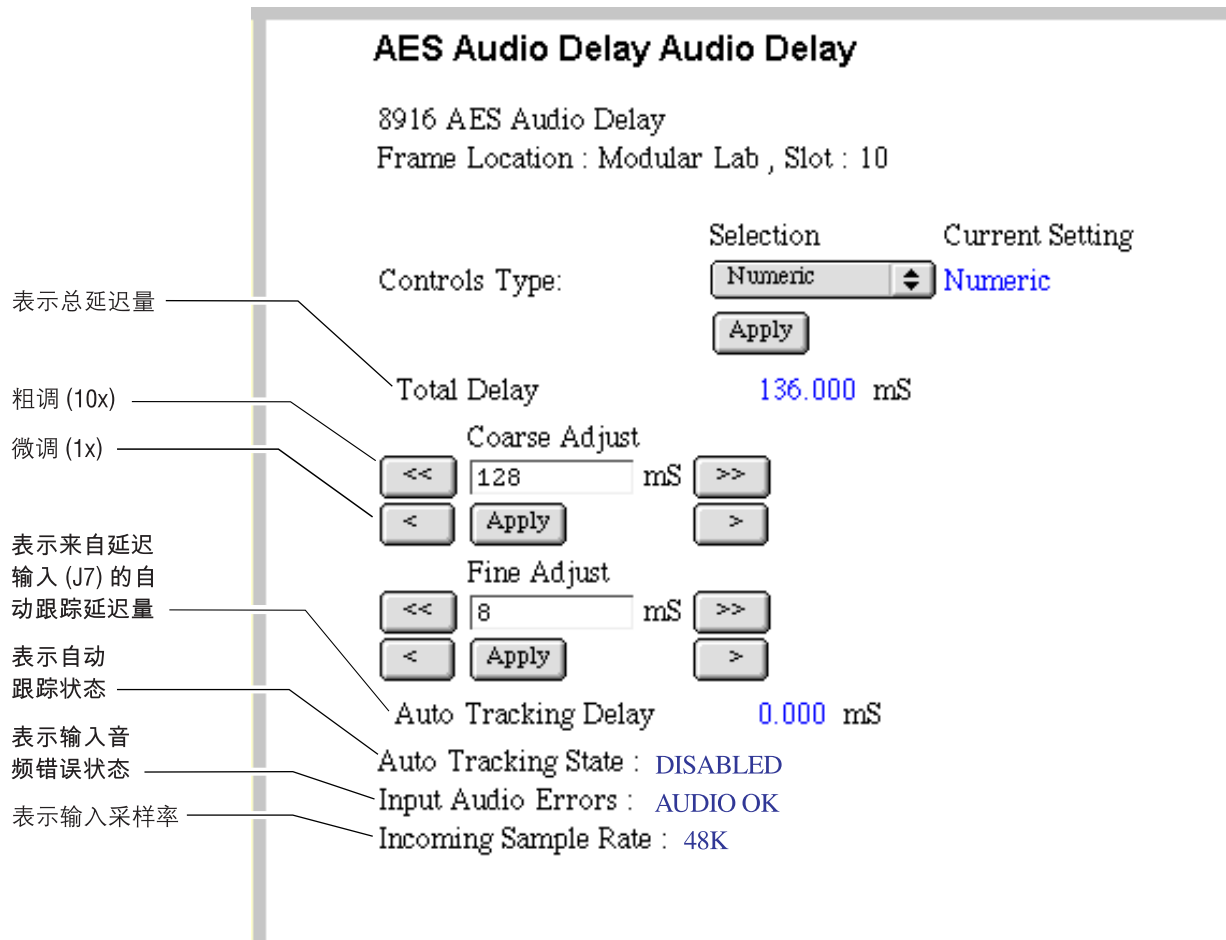 AES Audio Delay Audio Delay
8916 AES Audio Delay
Frame Location : Modular Lab , Slot : 10
Selection Current Setting
Controls Type: Numeric Numeric
Apply
表示总延迟量
Total Delay 136.000 mS
粗调 (10x)
Coarse Adjust
微调 (1x)
<< 128 mS >>
< Apply >
表示来自延迟
输入 (J7) 的自
动跟踪延迟量
Fine Adjust
<< 8 mS >>
< Apply >
表示自动
跟踪状态
Auto Tracking Delay 0.000 mS
表示输入音
频错误状态
Auto Tracking State : DISABLED
Input Audio Errors : AUDIO OK
表示输入采样率
Incoming Sample Rate : 48K